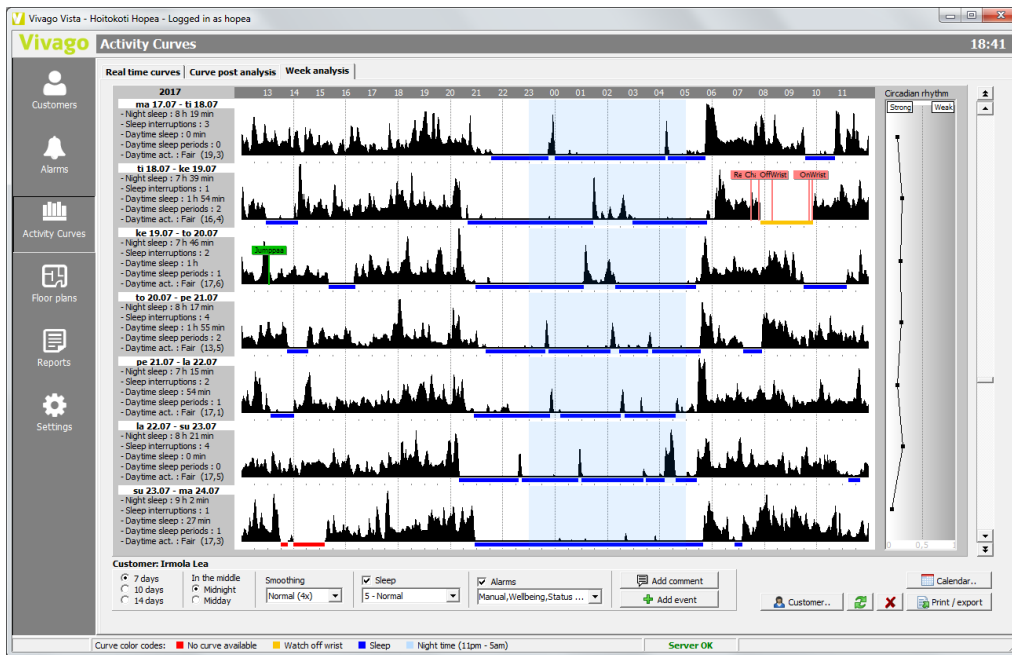 Vivago Vista - Hoitokoti Hopea - Logged in as hopea
Vivago Activity Curves 18:41
Customers
Alarms
Activity Curves
Floor plans
Reports
Settings
Real time curves Curve post analysis Week analysis
2017 13 14 15 16 17 18 19 20 21 22 23 00 01 02 03 04 05 06 07 08 09 10 11
ma 17.07 - ti 18.07
- Night sleep : 8 h 19 min
- Sleep interruptions : 3
- Daytime sleep : 0 min
- Daytime sleep periods : 0
- Daytime act. : Fair (19,3)
ti 18.07 - ke 19.07
- Night sleep : 7 h 39 min
- Sleep interruptions : 1
- Daytime sleep : 1 h 54 min
- Daytime sleep periods : 2
- Daytime act. : Fair (16,4)
Re Cha OffWrist OnWrist
ke 19.07 - to 20.07
- Night sleep : 7 h 46 min
- Sleep interruptions : 2
- Daytime sleep : 1 h
- Daytime sleep periods : 1
- Daytime act. : Fair (17,6)
Jumppaa
to 20.07 - pe 21.07
- Night sleep : 8 h 17 min
- Sleep interruptions : 4
- Daytime sleep : 1 h 55 min
- Daytime sleep periods : 2
- Daytime act. : Fair (13,5)
pe 21.07 - la 22.07
- Night sleep : 7 h 15 min
- Sleep interruptions : 2
- Daytime sleep : 54 min
- Daytime sleep periods : 1
- Daytime act. : Fair (17,1)
la 22.07 - su 23.07
- Night sleep : 8 h 21 min
- Sleep interruptions : 4
- Daytime sleep : 0 min
- Daytime sleep periods : 0
- Daytime act. : Fair (17,5)
su 23.07 - ma 24.07
- Night sleep : 9 h 2 min
- Sleep interruptions : 1
- Daytime sleep : 27 min
- Daytime sleep periods : 1
- Daytime act. : Fair (17,3)
Circadian rhythm
Strong Weak
0 0,5 1
Customer: Irmola Lea
7 days
10 days
14 days
In the middle
Midnight
Midday
Smoothing
Normal (4x)
Sleep
5 - Normal
Alarms
Manual,Wellbeing,Status ...
Add comment
Add event
Calendar..
Customer..
Print / export
Curve color codes: No curve available Watch off wrist Sleep Night time (11pm - 5am) Server OK